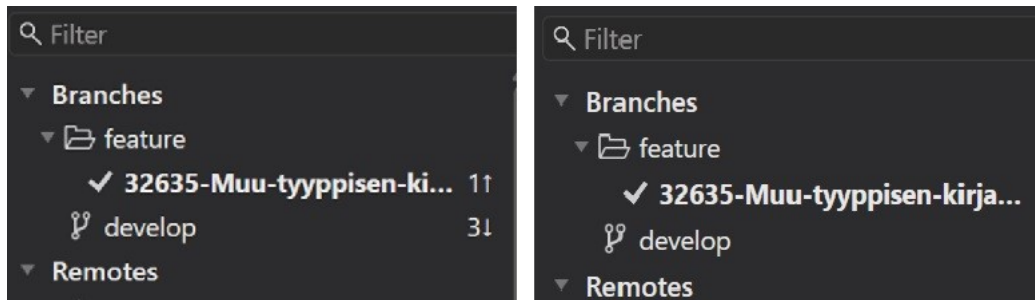 Filter
Branches
feature
32635-Muu-tyyppisen-ki... 1↑
develop 3↓
Remotes
Filter
Branches
feature
32635-Muu-tyyppisen-kirja...
develop
Remotes